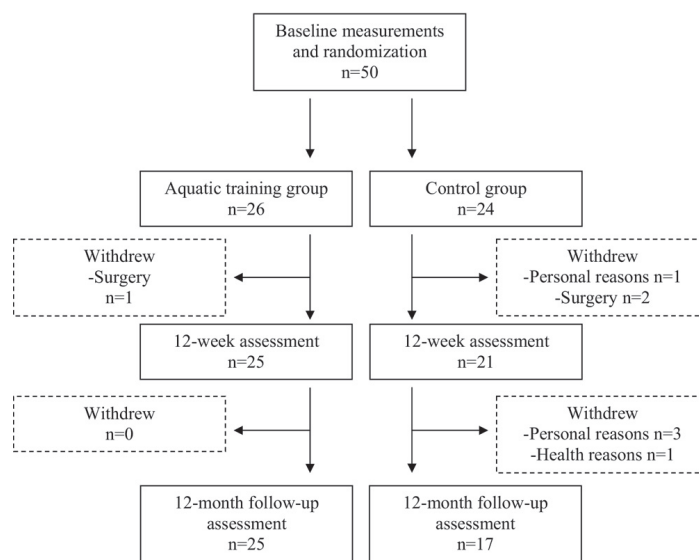 Baseline measurements
and randomization
n=50
Aquatic training group
n=26
Control group
n=24
Withdrew
-Surgery
n=1
Withdrew
-Personal reasons n=1
-Surgery n=2
12-week assessment
n=25
12-week assessment
n=21
Withdrew
n=0
Withdrew
-Personal reasons n=3
-Health reasons n=1
12-month follow-up
assessment
n=25
12-month follow-up
assessment
n=17